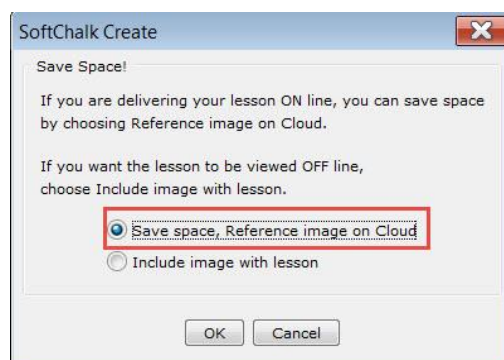 SoftChalk Create
Save Space!
If you are delivering your lesson ON line, you can save space
by choosing Reference image on Cloud.
If you want the lesson to be viewed OFF line,
choose Include image with lesson.
Save space, Reference image on Cloud
Include image with lesson
OK Cancel